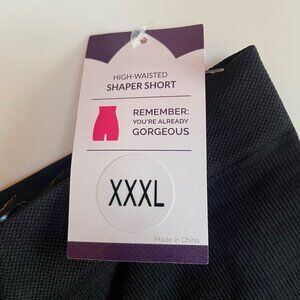 HIGH-WAISTED
SHAPER SHORT
REMEMBER:
YOU'RE ALREADY
GORGEOUS
XXXL
Made In China